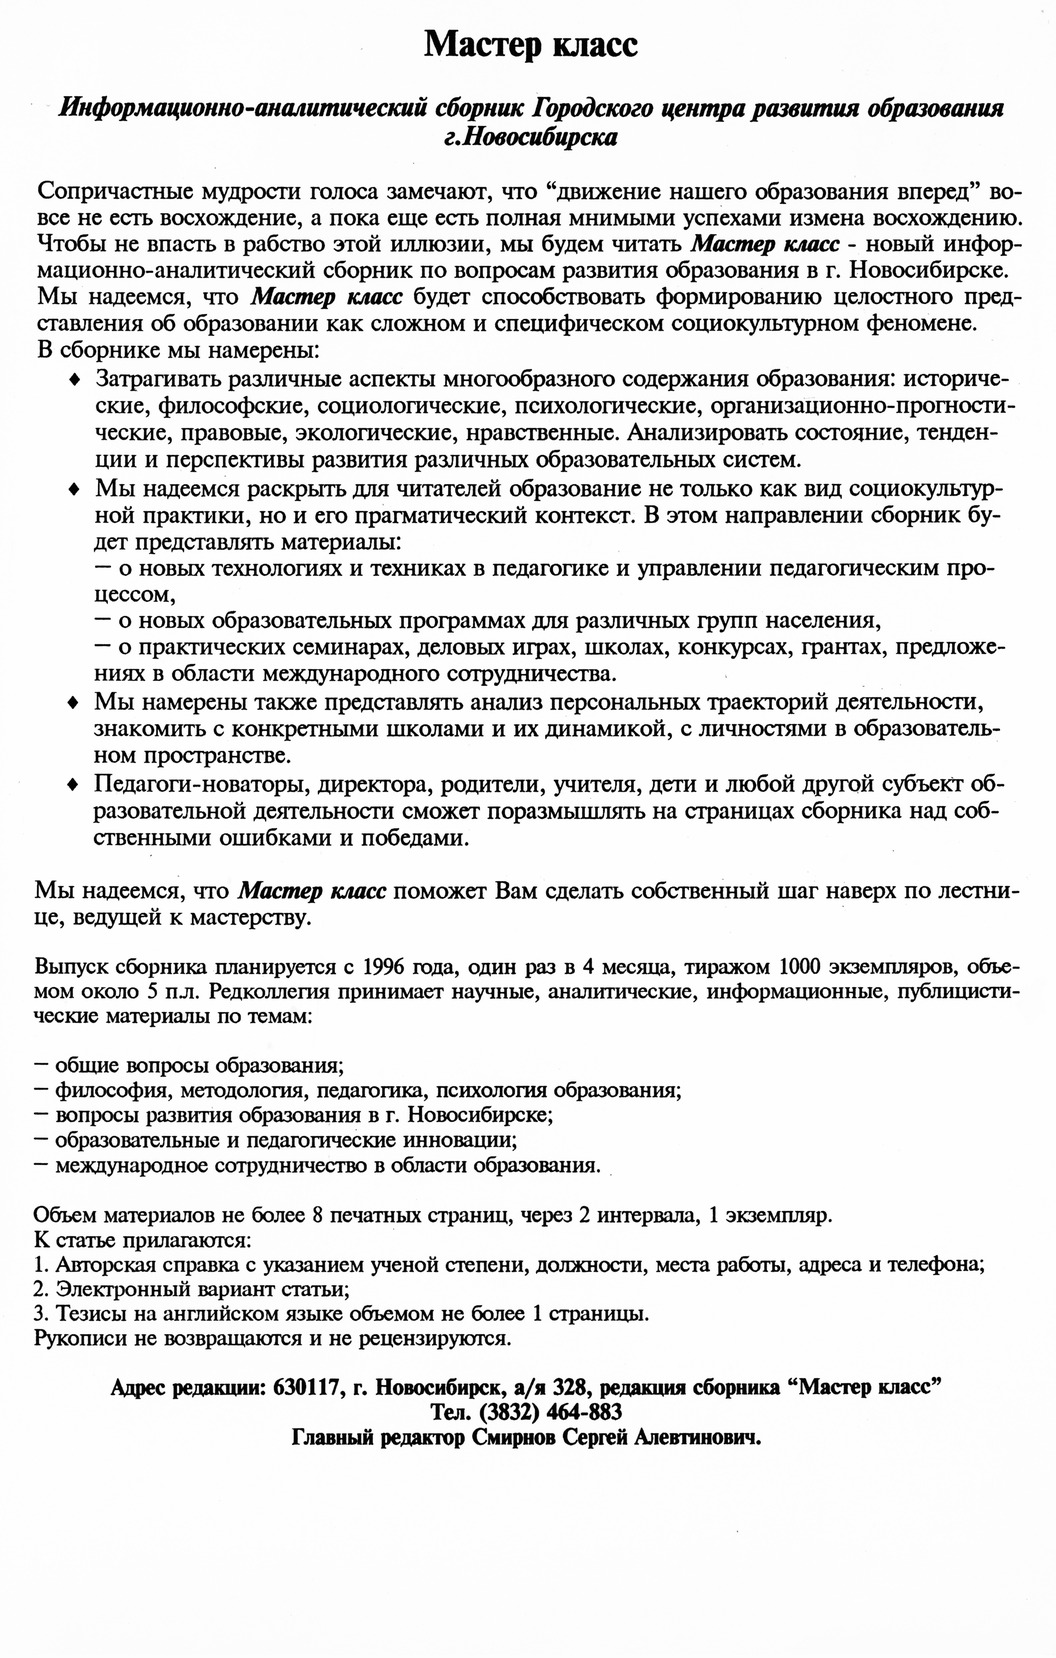 Мастер класс
Информационно-аналитический сборник Городского центра развития образования
г.Новосибирска
Сопричастные мудрости голоса замечают, что “движение нашего образования вперед” во-
все не есть восхождение, а пока еще есть полная мнимыми успехами измена восхождению.
Чтобы не впасть в рабство этой иллюзии, мы будем читать Мастер класс - новый инфор-
мационно-аналитический сборник по вопросам развития образования в г. Новосибирске.
Мы надеемся, что Мастер класс будет способствовать формированию целостного пред-
ставления об образовании как сложном и специфическом социокультурном феномене.
В сборнике мы намерены:
♦ Затрагивать различные аспекты многообразного содержания образования: историче-
ские, философские, социологические, психологические, организационно-прогности-
ческие, правовые, экологические, нравственные. Анализировать состояние, тенден-
ции и перспективы развития различных образовательных систем.
♦ Мы надеемся раскрыть для читателей образование не только как вид социокультур-
ной практики, но и его прагматический контекст. В этом направлении сборник бу-
дет представлять материалы:
— о новых технологиях и техниках в педагогике и управлении педагогическим про-
цессом,
— о новых образовательных программах для различных групп населения,
— о практических семинарах, деловых играх, школах, конкурсах, грантах, предложе-
ниях в области международного сотрудничества.
♦ Мы намерены также представлять анализ персональных траекторий деятельности,
знакомить с конкретными школами и их динамикой, с личностями в образователь-
ном пространстве.
♦ Педагоги-новаторы, директора, родители, учителя, дети и любой другой субъект об-
разовательной деятельности сможет поразмышлять на страницах сборника над соб-
ственными ошибками и победами.
Мы надеемся, что Мастер класс поможет Вам сделать собственный шаг наверх по лестни-
це, ведущей к мастерству.
Выпуск сборника планируется с 1996 года, один раз в 4 месяца, тиражом 1000 экземпляров, объе-
мом около 5 п.л. Редколлегия принимает научные, аналитические, информационные, публицисти-
ческие материалы по темам:
— общие вопросы образования;
— философия, методология, педагогика, психология образования;
— вопросы развития образования в г. Новосибирске;
— образовательные и педагогические инновации;
— международное сотрудничество в области образования.
Объем материалов не более 8 печатных страниц, через 2 интервала, 1 экземпляр.
К статье прилагаются:
1. Авторская справка с указанием ученой степени, должности, места работы, адреса и телефона;
2. Электронный вариант статьи;
3. Тезисы на английском языке объемом не более 1 страницы.
Рукописи не возвращаются и не рецензируются.
Адрес редакции: 630117, г. Новосибирск, а/я 328, редакция сборника “Мастер класс”
Тел. (3832) 464-883
Главный редактор Смирнов Сергей Алевтинович.